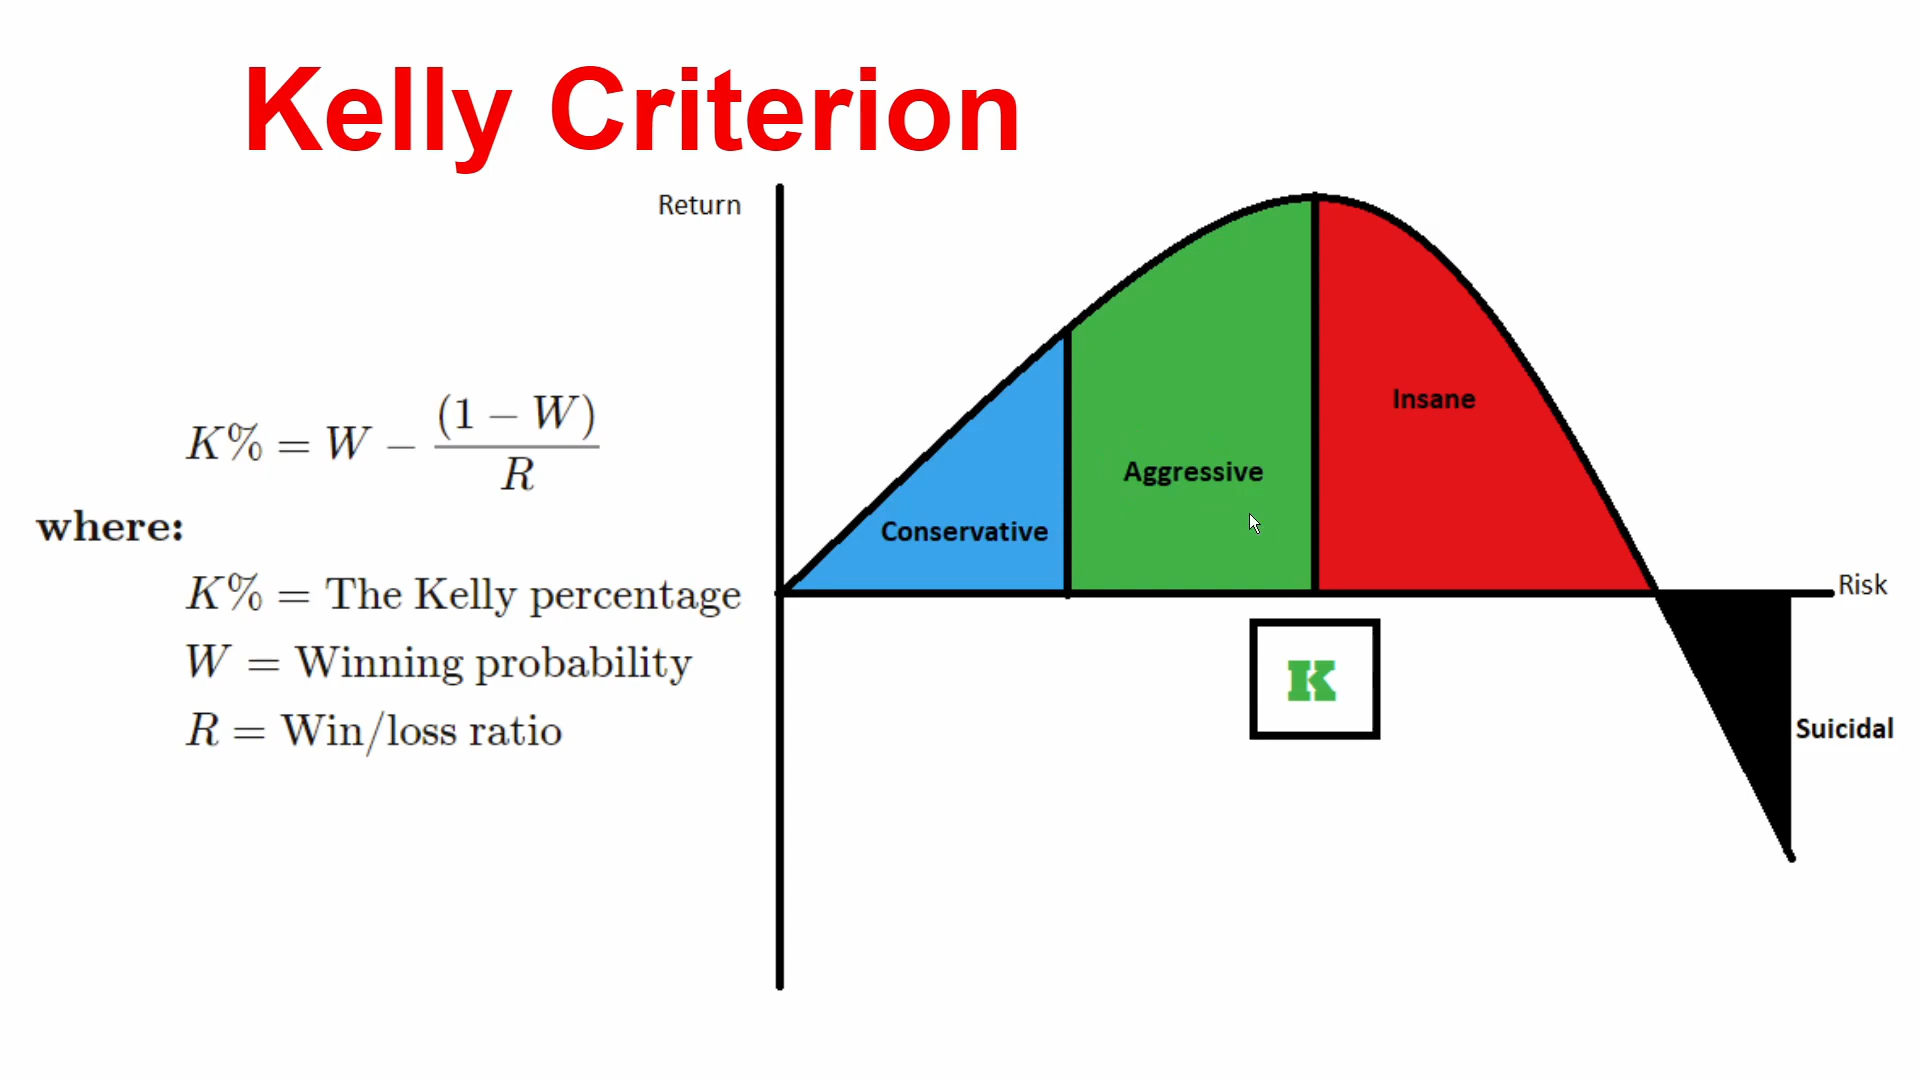 Kelly Criterion
Return
K% = W − (1 − W) / R
where:
K% = The Kelly percentage
W = Winning probability
R = Win/loss ratio
Conservative
Aggressive
Insane
Risk
K
Suicidal